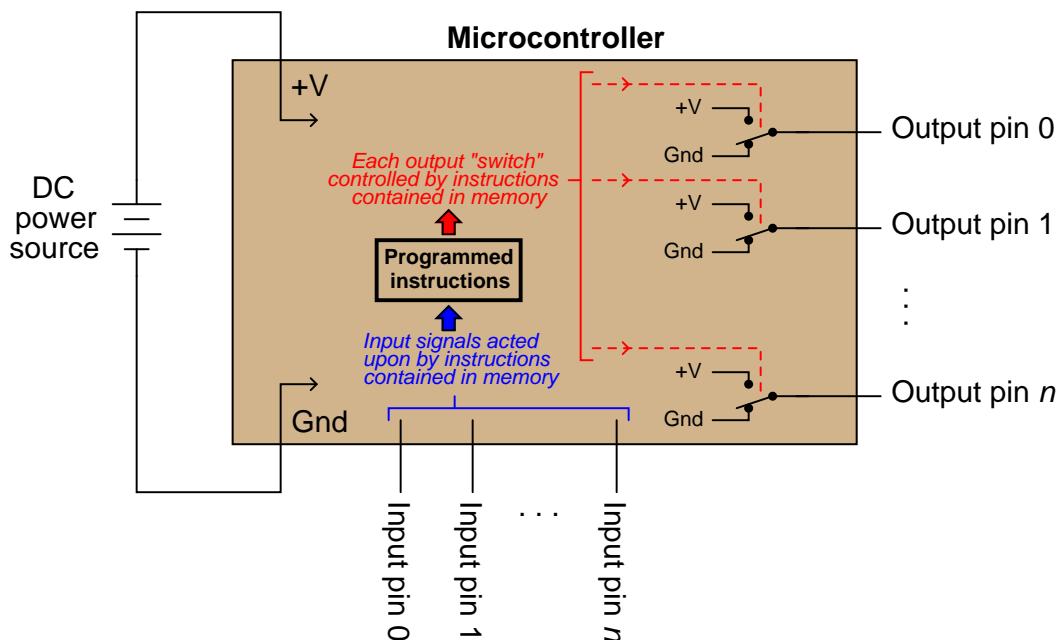 Microcontroller
+V
DC
power
source
Gnd
Each output "switch"
controlled by instructions
contained in memory
Programmed
instructions
Input signals acted
upon by instructions
contained in memory
+V
Gnd
Output pin 0
+V
Gnd
Output pin 1
. . .
+V
Gnd
Output pin n
Input pin 0
Input pin 1
. . .
Input pin n